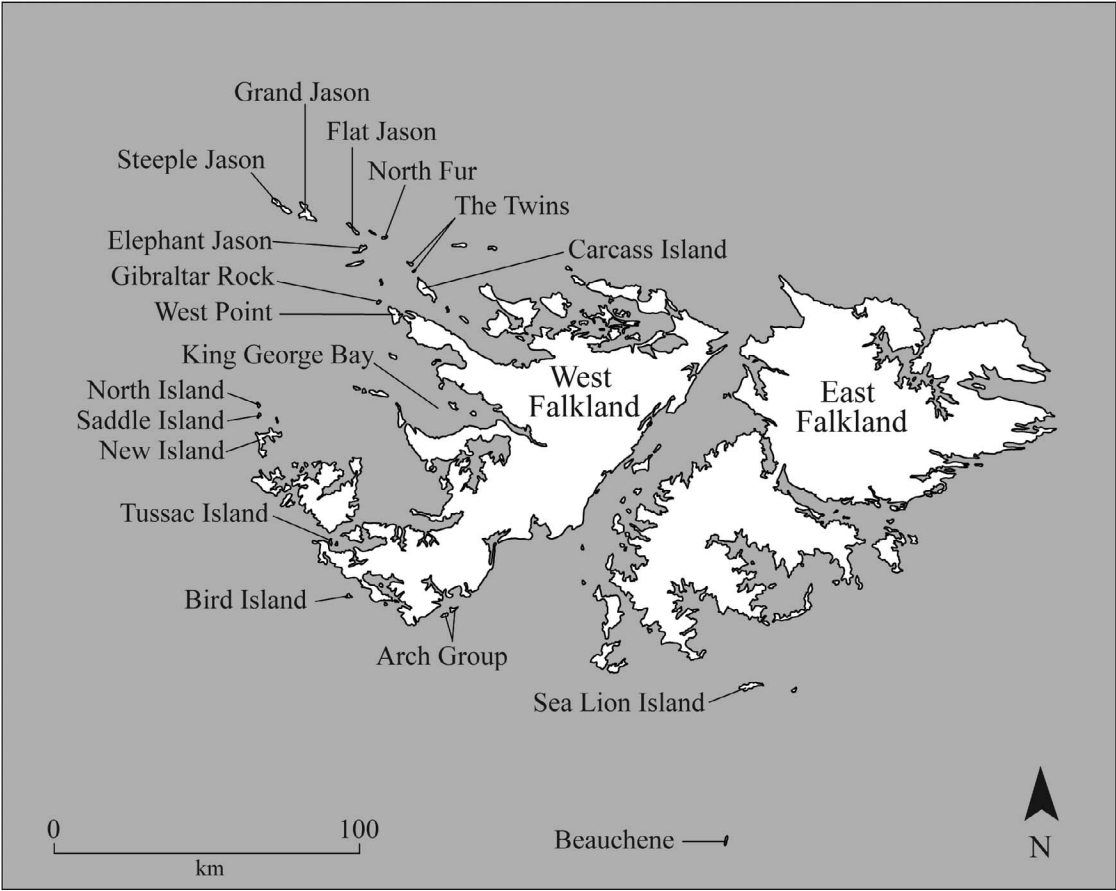 Grand Jason
Flat Jason
Steeple Jason
North Fur
The Twins
Elephant Jason
Carcass Island
Gibraltar Rock
West Point
King George Bay
West
Falkland
East
Falkland
North Island
Saddle Island
New Island
Tussac Island
Bird Island
Arch Group
Sea Lion Island
0
100
km
Beauchene
N